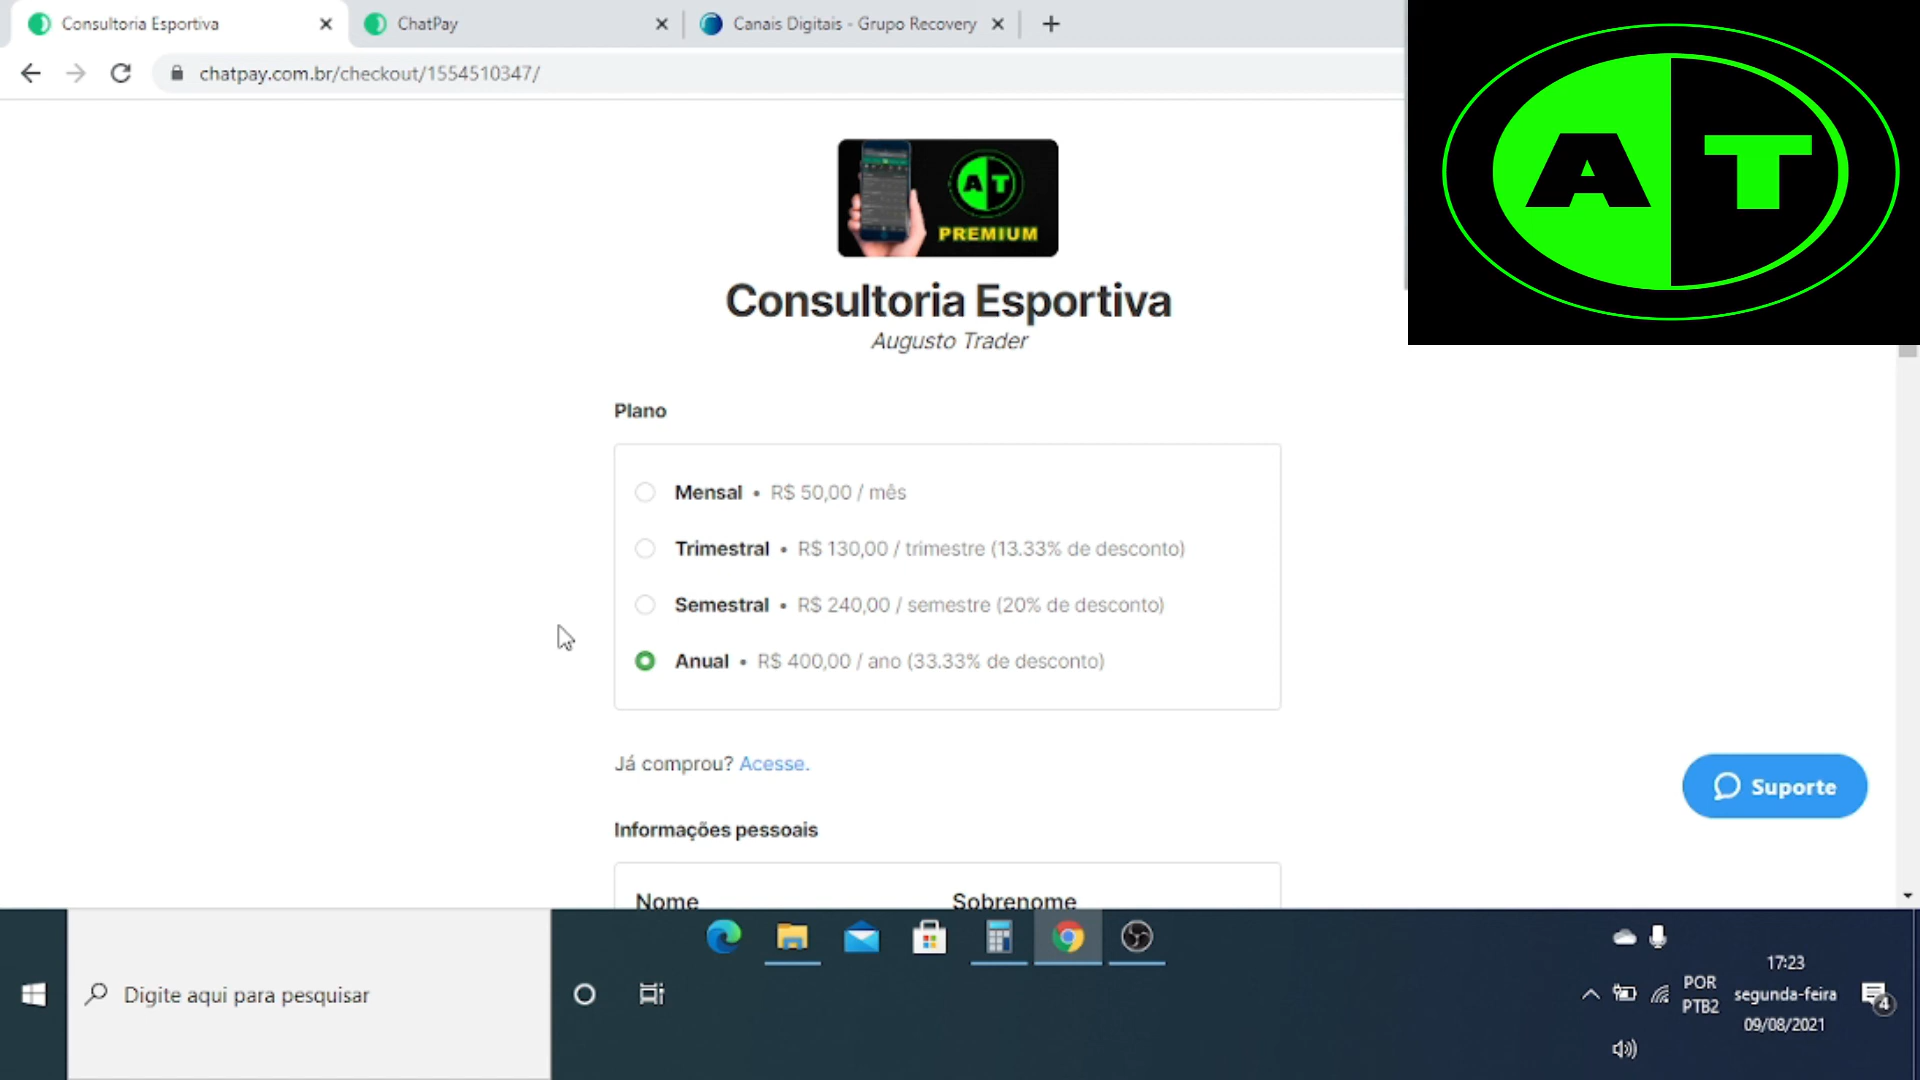 Consultoria Esportiva
ChatPay
Canais Digitais - Grupo Recovery
chatpay.com.br/checkout/1554510347/
A T
AT
PREMIUM
Consultoria Esportiva
Augusto Trader
Plano
Mensal • R$ 50,00 / mês
Trimestral • R$ 130,00 / trimestre (13.33% de desconto)
Semestral • R$ 240,00 / semestre (20% de desconto)
Anual • R$ 400,00 / ano (33.33% de desconto)
Já comprou? Acesse.
Suporte
Informações pessoais
Nome Sobrenome
Digite aqui para pesquisar
POR
PTB2
17:23
segunda-feira
09/08/2021
4